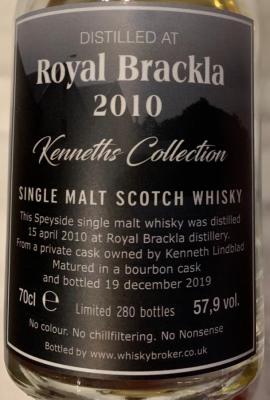 DISTILLED AT
Royal Brackla
2010
Kenneths Collection
SINGLE MALT SCOTCH WHISKY
This Speyside single malt whisky was distilled
15 april 2010 at Royal Brackla distillery.
From a private cask owned by Kenneth Lindblad
Matured in a bourbon cask
and bottled 19 december 2019
70cl e Limited 280 bottles 57,9 vol.
No colour. No chillfiltering. No Nonsense
Bottled by www.whiskybroker.co.uk